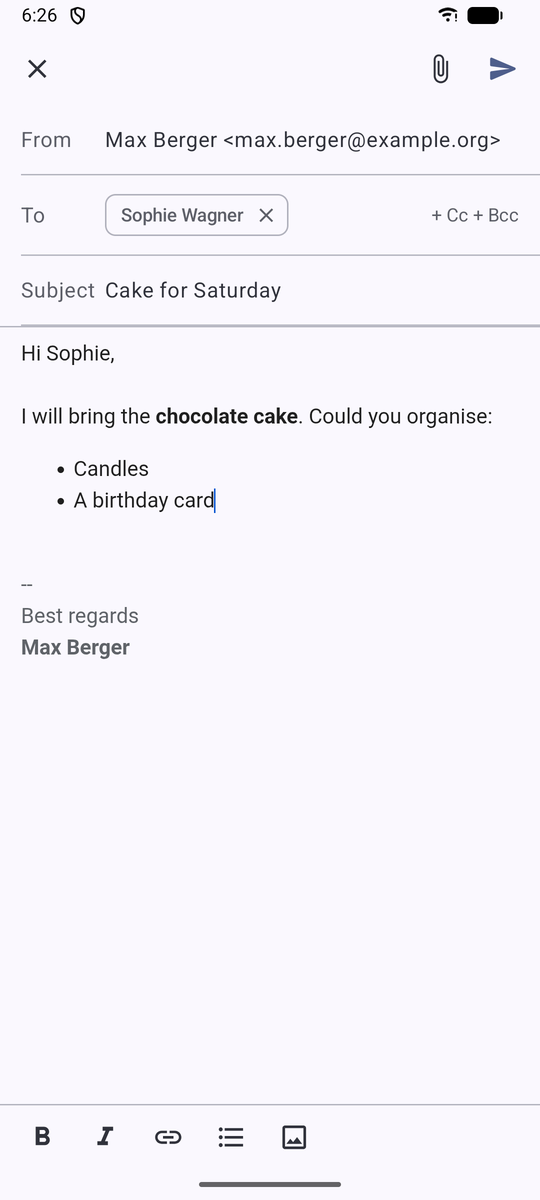 6:26
From Max Berger <max.berger@example.org>
To Sophie Wagner + Cc + Bcc
Subject Cake for Saturday
Hi Sophie,
I will bring the chocolate cake. Could you organise:
• Candles
• A birthday card
--
Best regards
Max Berger
B I